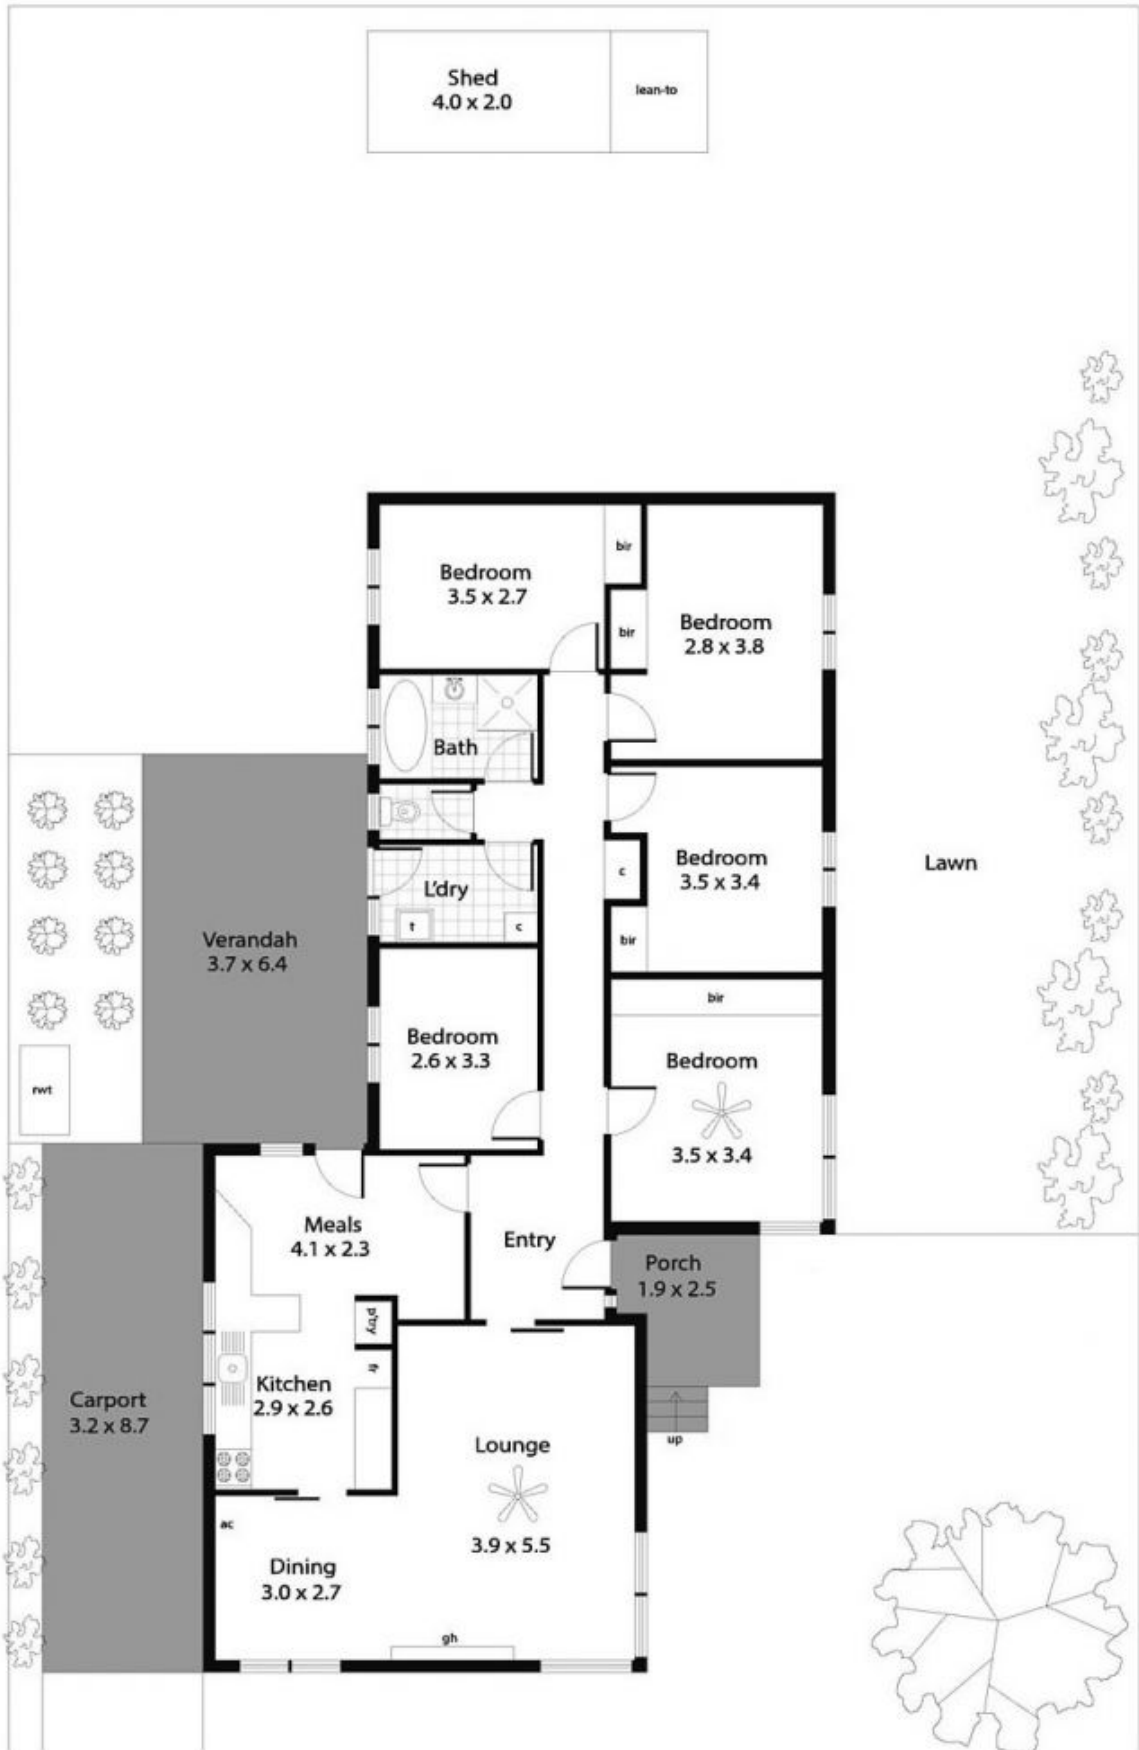 Shed
4.0 x 2.0
lean-to
bir
Bedroom
3.5 x 2.7
bir
Bedroom
2.8 x 3.8
Bath
Bedroom
3.5 x 3.4
c
L'dry
t
c
bir
Lawn
Verandah
3.7 x 6.4
bir
Bedroom
2.6 x 3.3
Bedroom
3.5 x 3.4
rwt
Meals
4.1 x 2.3
Entry
Porch
1.9 x 2.5
p'ry
fr
Kitchen
2.9 x 2.6
Carport
3.2 x 8.7
up
Lounge
3.9 x 5.5
ac
Dining
3.0 x 2.7
gh